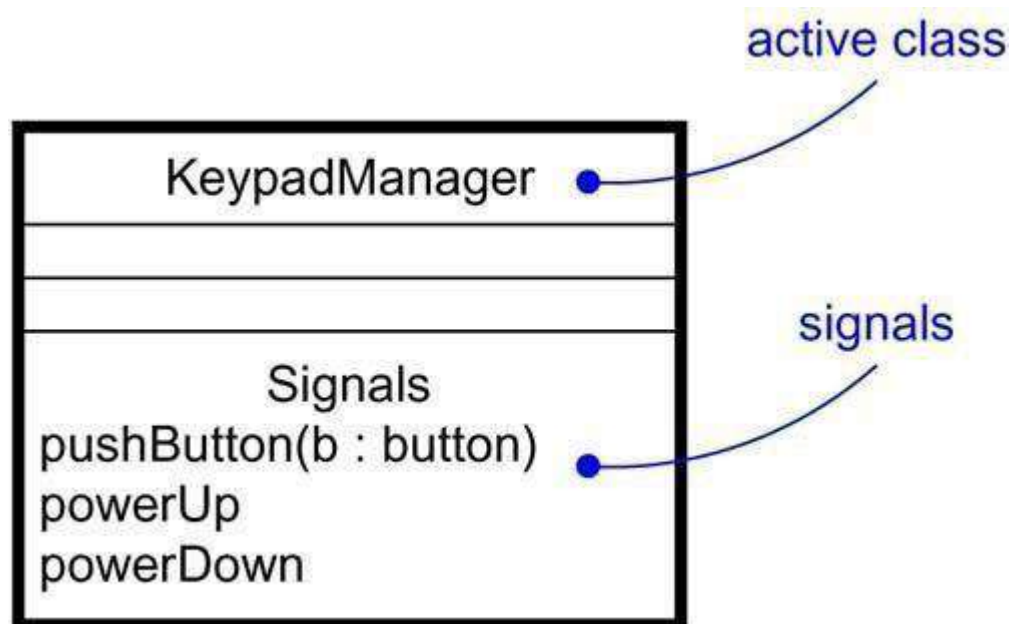 active class
KeypadManager
signals
Signals
pushButton(b : button)
powerUp
powerDown